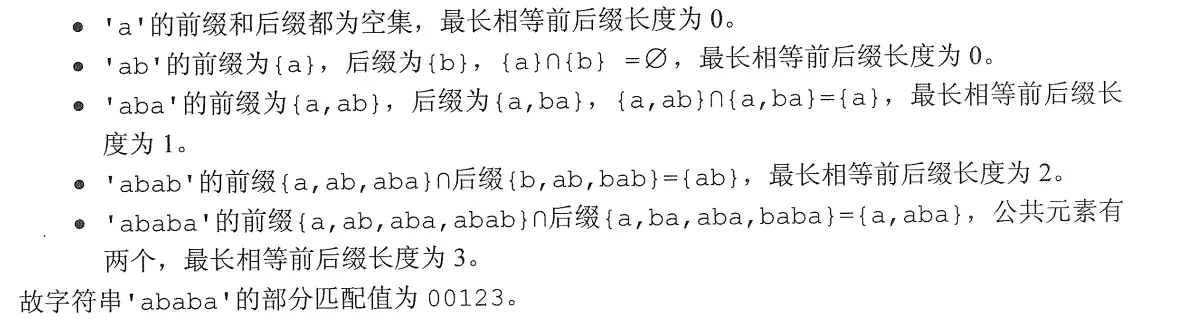 • 'a'的前缀和后缀都为空集，最长相等前后缀长度为0。
• 'ab'的前缀为{a}，后缀为{b}，{a}∩{b} =∅，最长相等前后缀长度为0。
• 'aba'的前缀为{a,ab}，后缀为{a,ba}，{a,ab}∩{a,ba}={a}，最长相等前后缀长
度为1。
• 'abab'的前缀{a,ab,aba}∩后缀{b,ab,bab}={ab}，最长相等前后缀长度为2。
• 'ababa'的前缀{a,ab,aba,abab}∩后缀{a,ba,aba,baba}={a,aba}，公共元素有
两个，最长相等前后缀长度为3。
故字符串'ababa'的部分匹配值为00123。